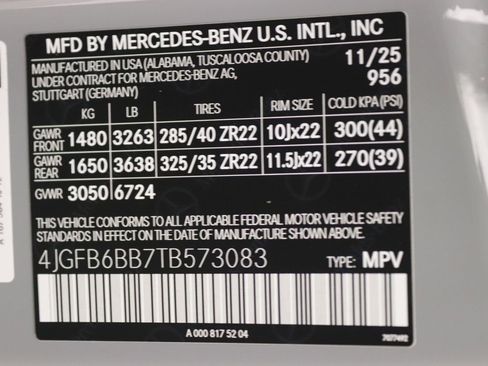 MFD BY MERCEDES-BENZ U.S. INTL., INC
MANUFACTURED IN USA (ALABAMA, TUSCALOOSA COUNTY) 11/25
UNDER CONTRACT FOR MERCEDES-BENZ AG, 956
STUTTGART (GERMANY)
KG LB TIRES RIM SIZE COLD KPA (PSI)
GAWR FRONT 1480 3263 285/40 ZR22 10Jx22 300(44)
GAWR REAR 1650 3638 325/35 ZR22 11.5Jx22 270(39)
GVWR 3050 6724
THIS VEHICLE CONFORMS TO ALL APPLICABLE FEDERAL MOTOR VEHICLE SAFETY
STANDARDS IN EFFECT ON THE DATE OF MANUFACTURE SHOWN ABOVE.
4JGFB6BB7TB573083 TYPE: MPV
A 000 817 52 04
7077492